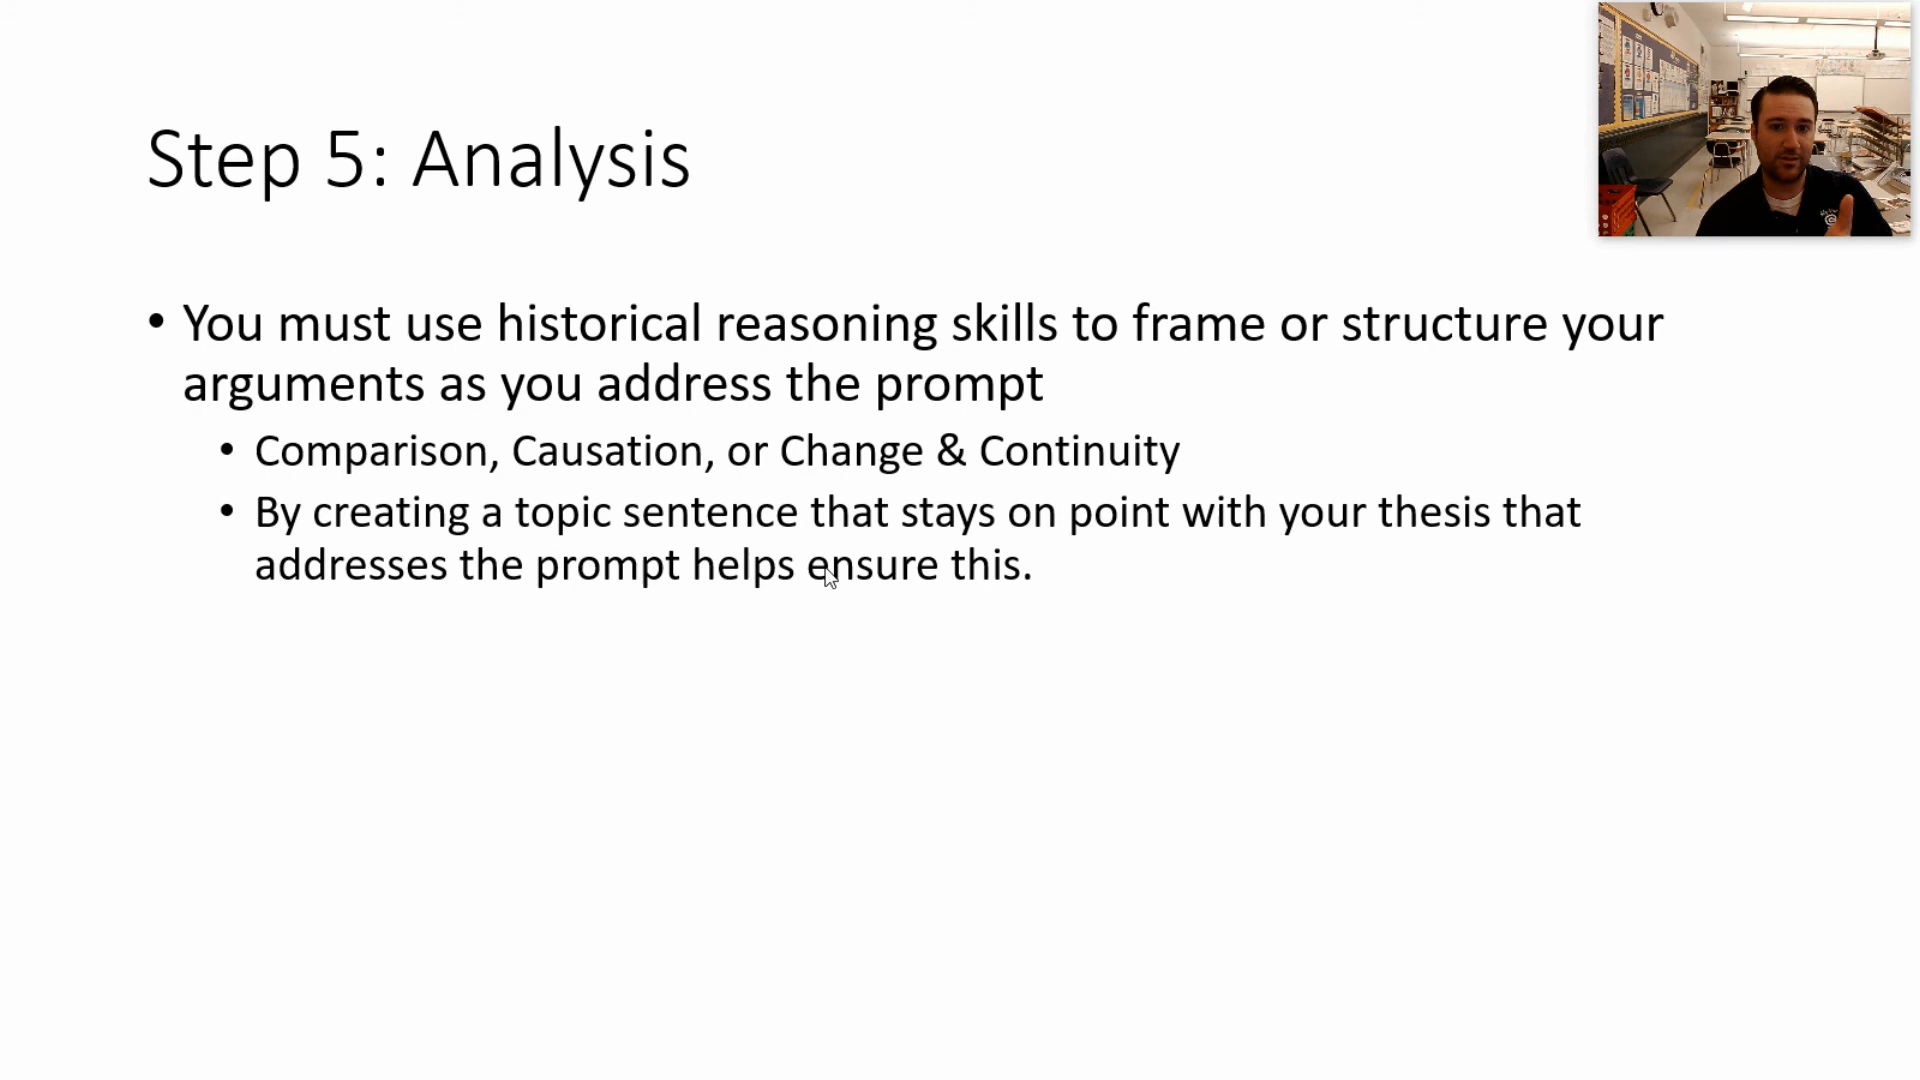 Step 5: Analysis
• You must use historical reasoning skills to frame or structure your
arguments as you address the prompt
• Comparison, Causation, or Change & Continuity
• By creating a topic sentence that stays on point with your thesis that
addresses the prompt helps ensure this.